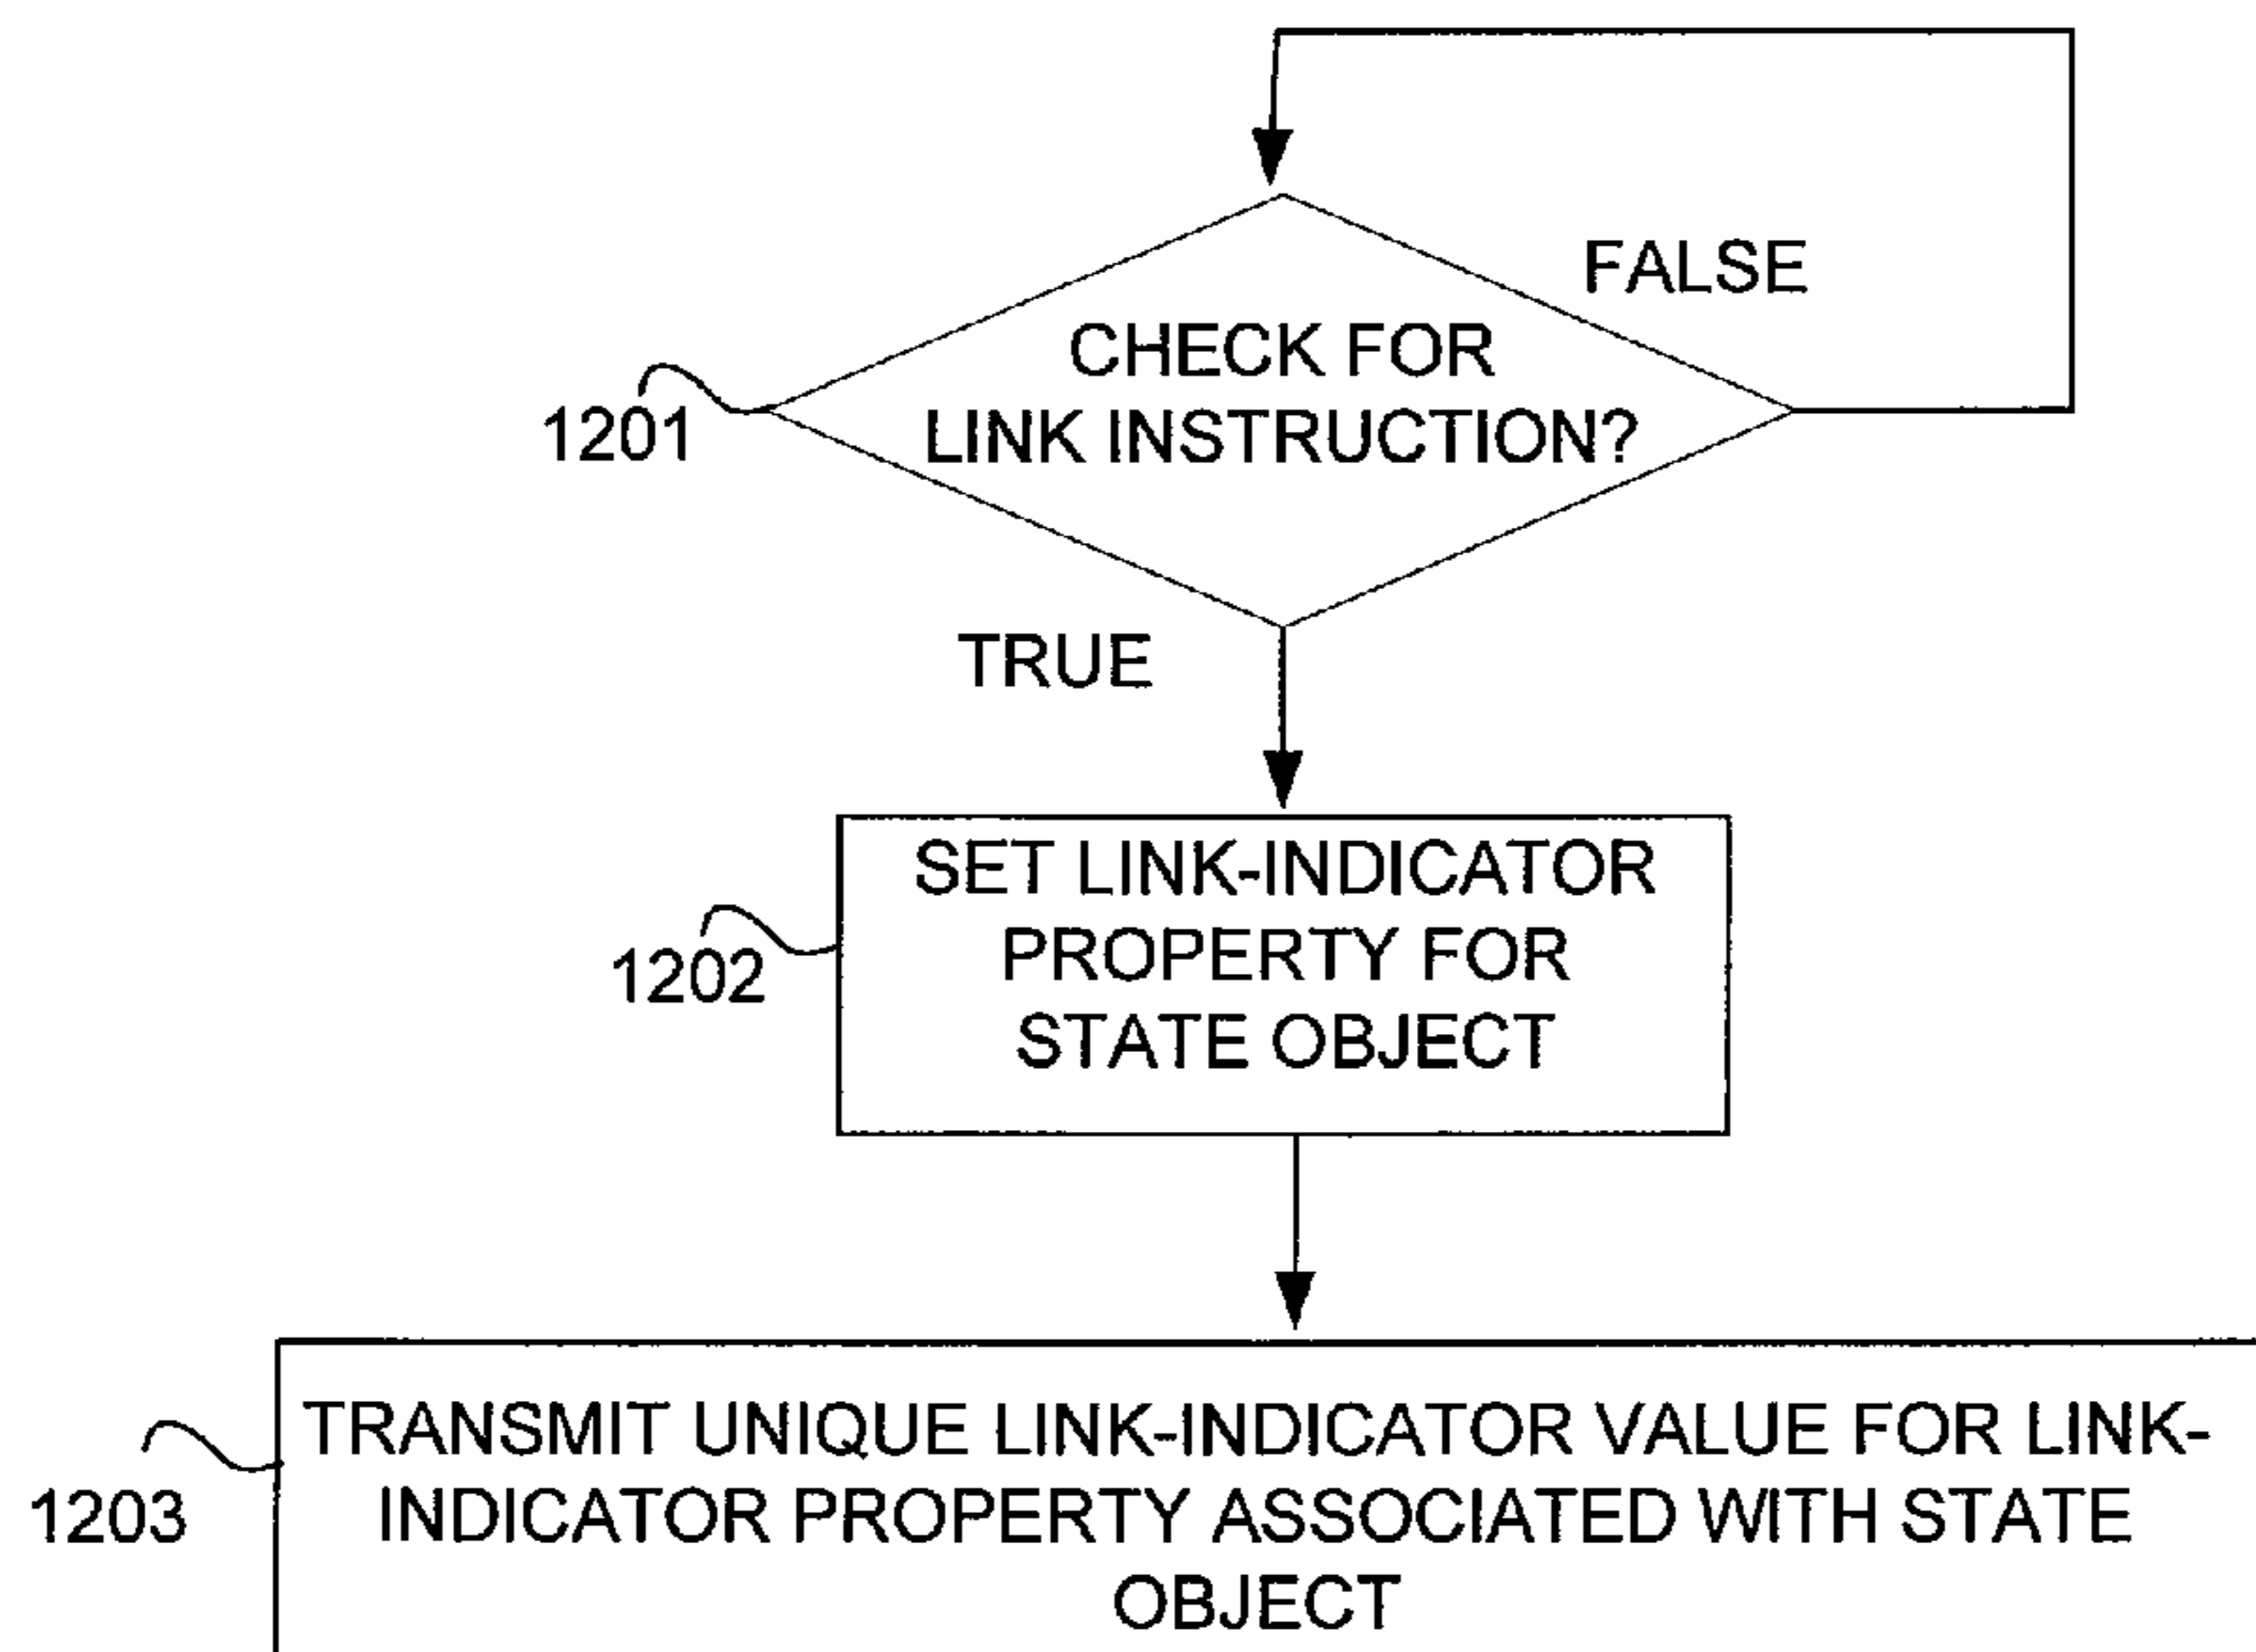 FALSE
CHECK FOR
LINK INSTRUCTION?
1201
TRUE
SET LINK-INDICATOR
PROPERTY FOR
STATE OBJECT
1202
TRANSMIT UNIQUE LINK-INDICATOR VALUE FOR LINK-
INDICATOR PROPERTY ASSOCIATED WITH STATE
OBJECT
1203